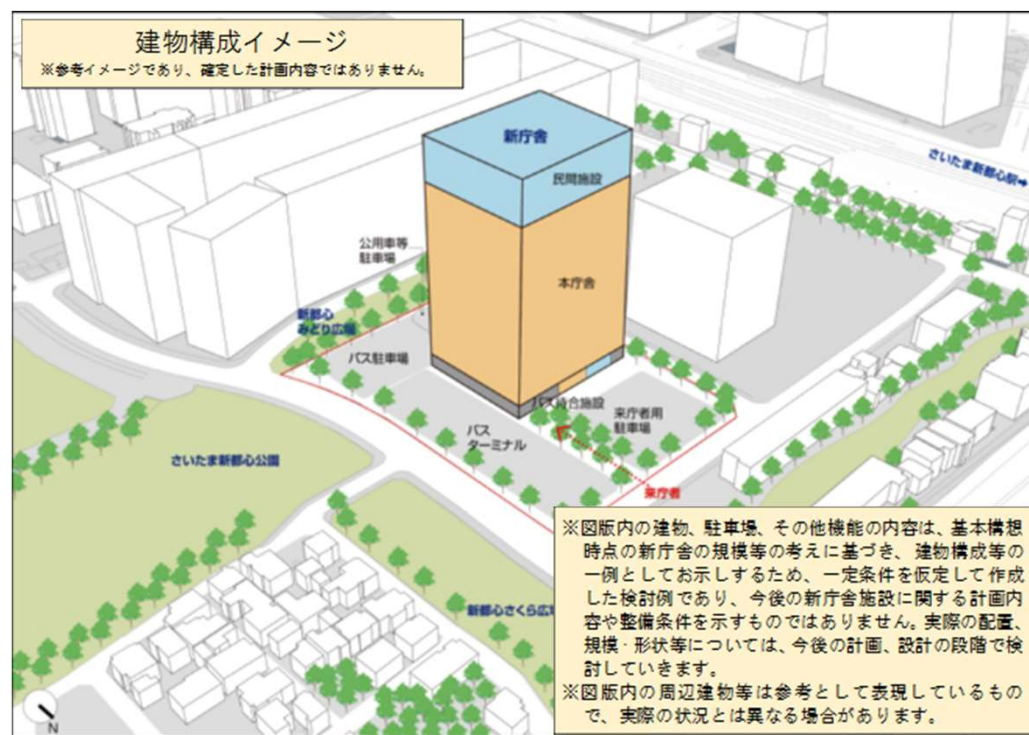 建物構成イメージ
※参考イメージであり、確定した計画内容ではありません。
新庁舎
民間施設
さいたま新都心駅→
公用車等
駐車場
本庁舎
新都心
みどり広場
バス駐車場
バス待合施設
来庁者用
駐車場
バス
ターミナル
さいたま新都心公園
来庁者
新都心さくら広場
※図版内の建物、駐車場、その他機能の内容は、基本構想
時点の新庁舎の規模等の考えに基づき、建物構成等の
一例としてお示しするため、一定条件を仮定して作成
した検討例であり、今後の新庁舎施設に関する計画内
容や整備条件を示すものではありません。実際の配置、
規模・形状等については、今後の計画、設計の段階で検
討していきます。
※図版内の周辺建物等は参考として表現しているもの
で、実際の状況とは異なる場合があります。
N